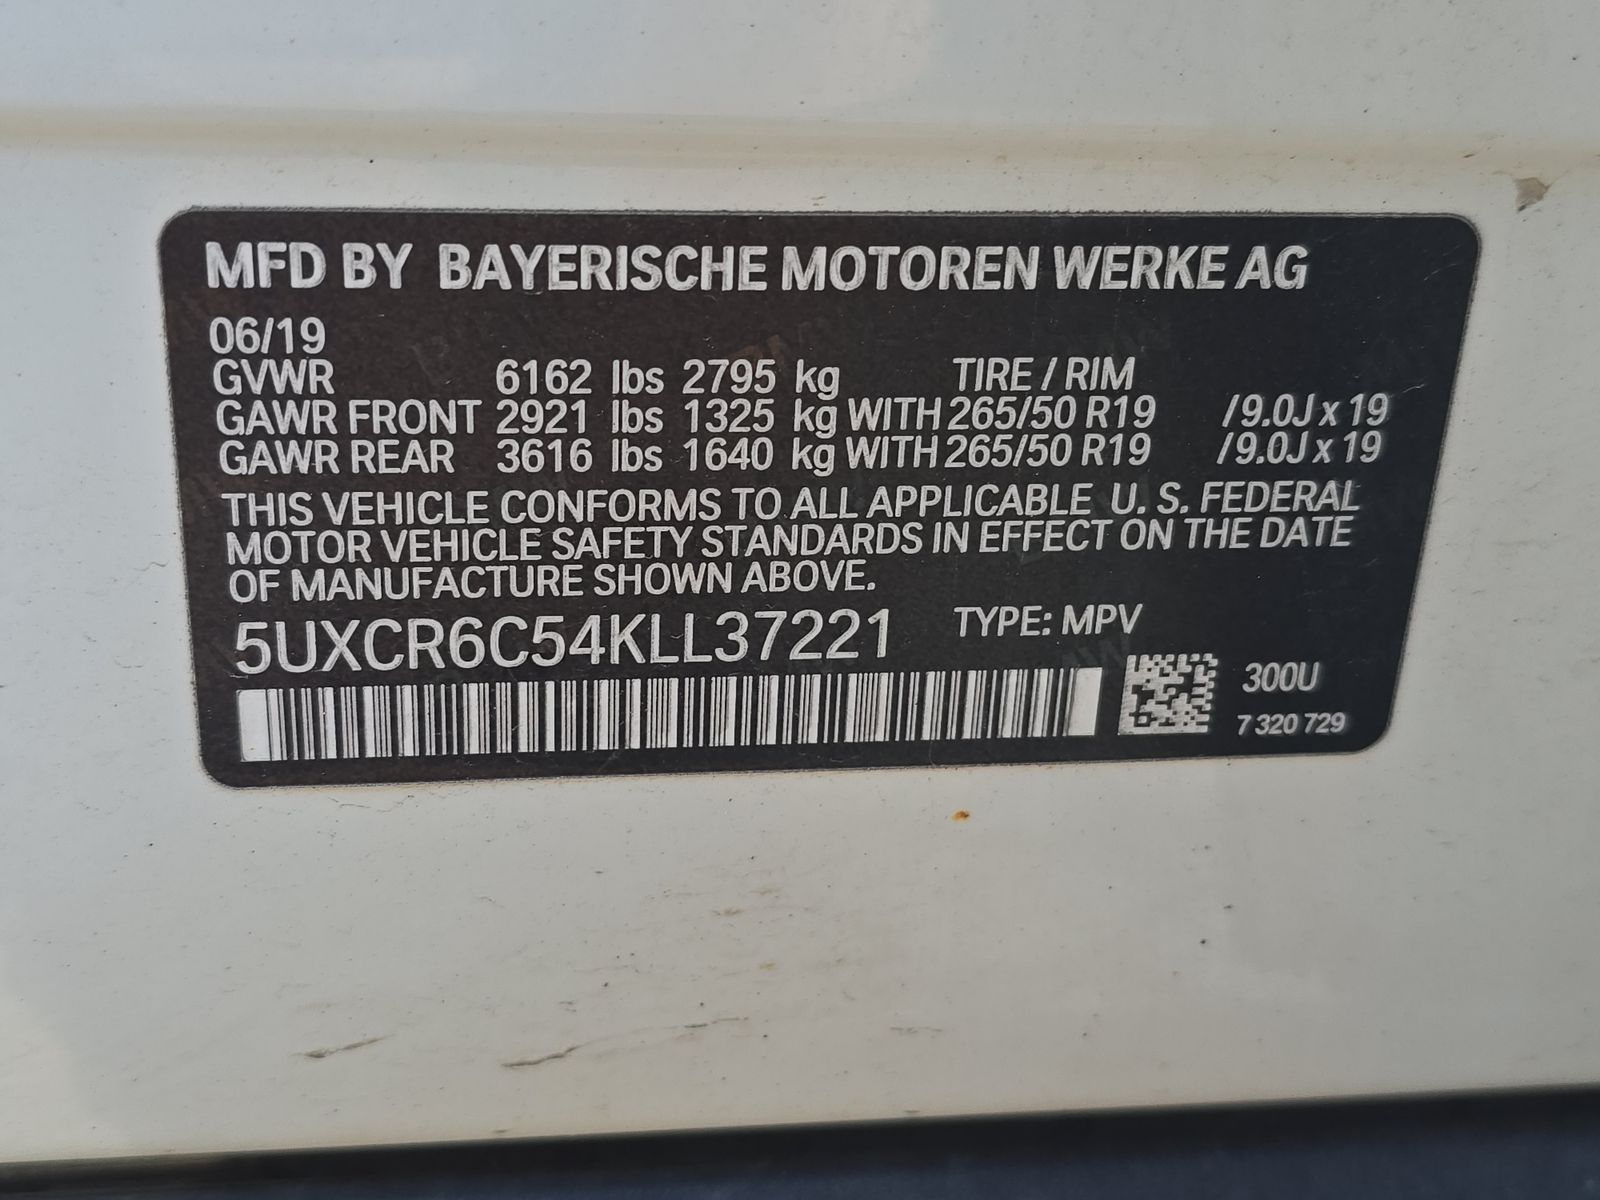 MFD BY BAYERISCHE MOTOREN WERKE AG
06/19
GVWR 6162 lbs 2795 kg TIRE / RIM
GAWR FRONT 2921 lbs 1325 kg WITH 265/50 R19 /9.0J x 19
GAWR REAR 3616 lbs 1640 kg WITH 265/50 R19 /9.0J x 19
THIS VEHICLE CONFORMS TO ALL APPLICABLE U. S. FEDERAL
MOTOR VEHICLE SAFETY STANDARDS IN EFFECT ON THE DATE
OF MANUFACTURE SHOWN ABOVE.
5UXCR6C54KLL37221 TYPE: MPV
300U
7 320 729